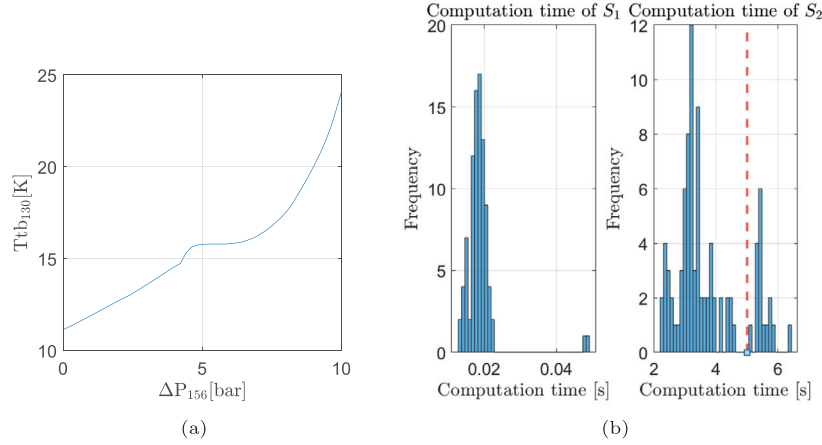 Computation time of S₁ Computation time of S₂
25
20
15
10
Ttb₁₃₀[K]
0 5 10
ΔP₁₅₆[bar]
(a)
20
15
10
5
0
Frequency
0.02 0.04
Computation time [s]
12
10
8
6
4
2
0
Frequency
2 4 6
Computation time [s]
(b)